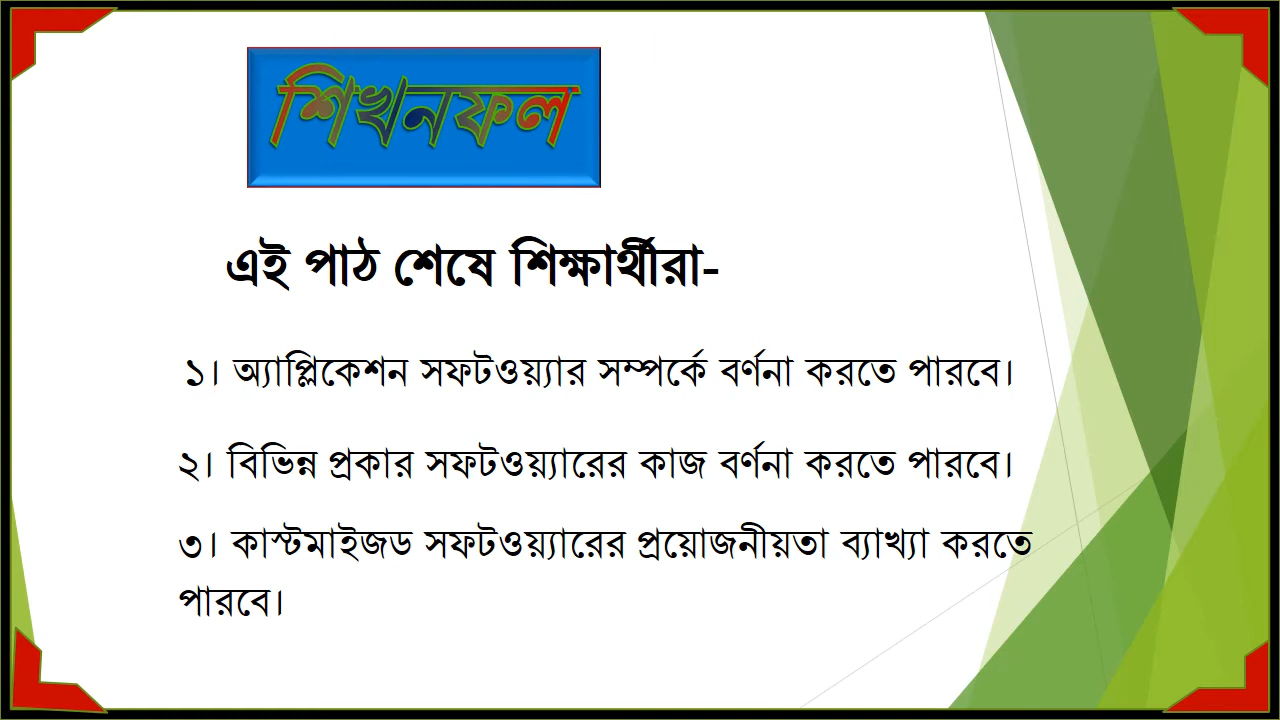 শিখনফল
এই পাঠ শেষে শিক্ষার্থীরা-
১। অ্যাপ্লিকেশন সফটওয়্যার সম্পর্কে বর্ণনা করতে পারবে।
২। বিভিন্ন প্রকার সফটওয়্যারের কাজ বর্ণনা করতে পারবে।
৩। কাস্টমাইজড সফটওয়্যারের প্রয়োজনীয়তা ব্যাখ্যা করতে
পারবে।